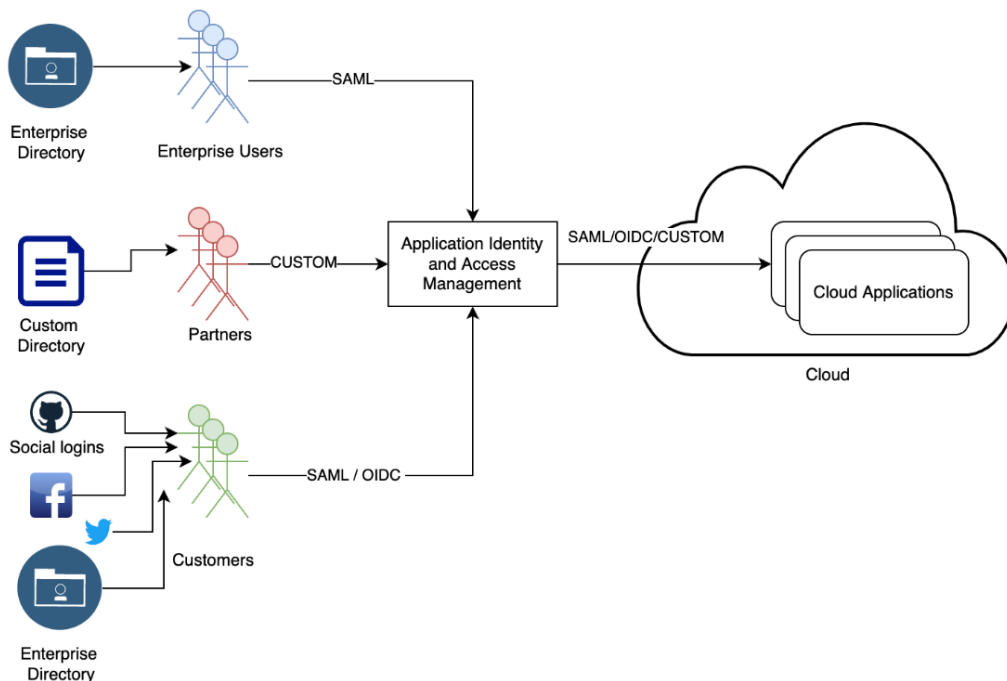 Enterprise
Directory
Enterprise Users
SAML
Custom
Directory
Partners
CUSTOM
Application Identity
and Access
Management
SAML/OIDC/CUSTOM
Cloud Applications
Cloud
Social logins
f
Customers
SAML / OIDC
Enterprise
Directory